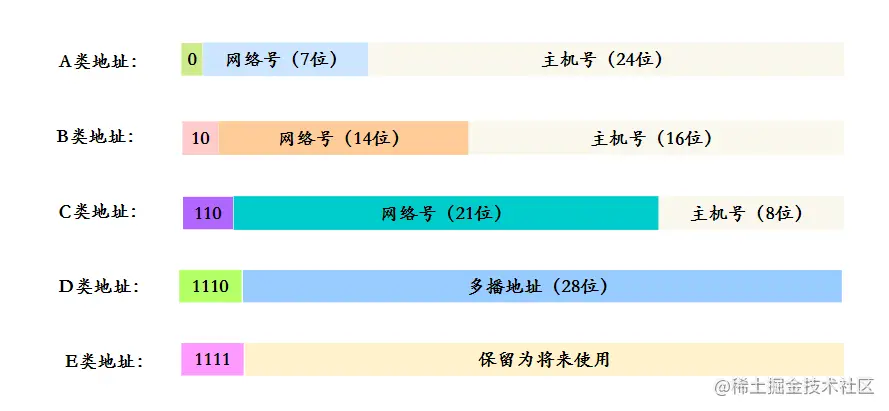 A类地址： 0 网络号（7位） 主机号（24位）
B类地址： 10 网络号（14位） 主机号（16位）
C类地址： 110 网络号（21位） 主机号（8位）
D类地址： 1110 多播地址（28位）
E类地址： 1111 保留为将来使用
@稀土掘金技术社区